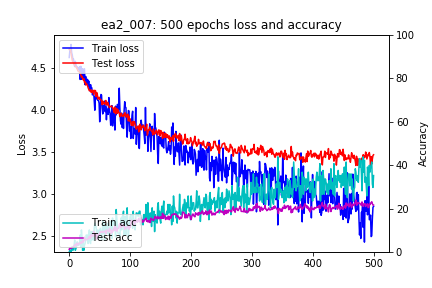 ea2_007: 500 epochs loss and accuracy
Train loss
Test loss
Train acc
Test acc
Loss
4.5
4.0
3.5
3.0
2.5
Accuracy
100
80
60
40
20
0
0
100
200
300
400
500